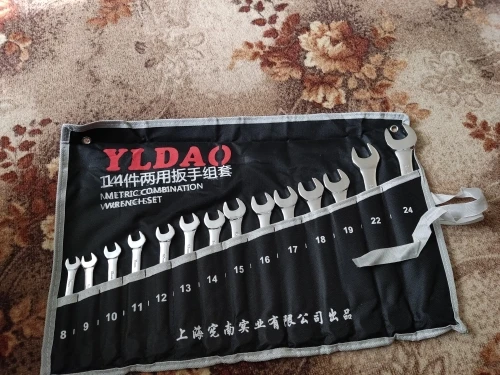 YLDAO
14件两用扳手组套
METRIC COMBINATION
WRENCH SET
8 9 10 11 12 13 14 15 16 17 18 19 22 24
上海宪南实业有限公司出品